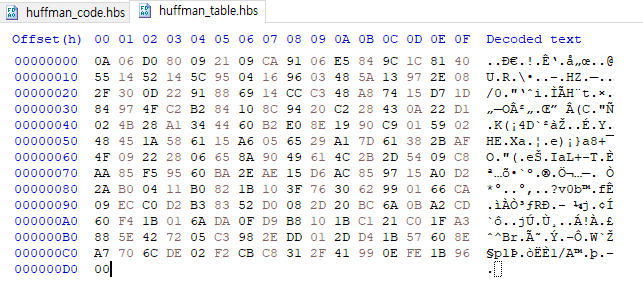 huffman_code.hbs huffman_table.hbs
Offset(h) 00 01 02 03 04 05 06 07 08 09 0A 0B 0C 0D 0E 0F Decoded text
00000000 0A 06 D0 80 09 21 09 CA 91 06 E5 84 9C 1C 81 40 ..Ð€.!.Ê‘.å„œ..@
00000010 55 14 52 14 5C 95 04 16 96 03 48 5A 13 97 2E 08 U.R.\•..–.HZ.—..
00000020 2F 30 0D 22 91 88 69 14 CC C3 48 A8 74 15 D7 1D /0."‘ˆi.ÌÃH¨t.×.
00000030 84 97 4F C2 B2 84 10 8C 94 20 C2 28 43 0A 22 D1 „—O²„.Œ” Â(C."Ñ
00000040 02 4B 28 A1 34 44 60 B2 E0 8E 19 90 C9 01 59 02 .K(¡4D`²àŽ..É.Y.
00000050 48 45 1A 58 61 15 A6 05 65 29 A1 7D 61 38 2B AF HE.Xa.¦.e)¡}a8+¯
00000060 4F 09 22 28 06 65 8A 90 49 61 4C 2B 2D 54 09 C8 O."(.eŠ.IaL+-T.È
00000070 AA 85 F5 95 60 BA 2E AE 15 D6 AC 85 97 15 A0 D2 ª…õ•`º.®.Ö¬…—. Ò
00000080 2A B0 04 11 B0 82 1B 10 3F 76 30 62 99 01 66 CA *°..°‚..?v0b™.fÊ
00000090 09 EC C0 D2 B3 83 52 D0 08 2D 20 BC 6A 0B A2 CD .ìÀÒ³ƒRÐ.- ¼j.¢Í
000000A0 60 F4 1B 01 6A DA 0F D9 B8 10 BC C1 21 C0 1F A3 `ô..jÚ.Ù¸.¼Á!À.£
000000B0 88 5E 42 72 05 C3 98 2E DD 01 2D D4 1B 57 60 8E ˆ^Br.Ã˜.Ý.-Ô.W`Ž
000000C0 A7 70 6C DE 02 F2 CB C8 31 2F 41 99 0E FE 1B 96 §plÞ.òËÈ1/A™.þ.–
000000D0 00 .